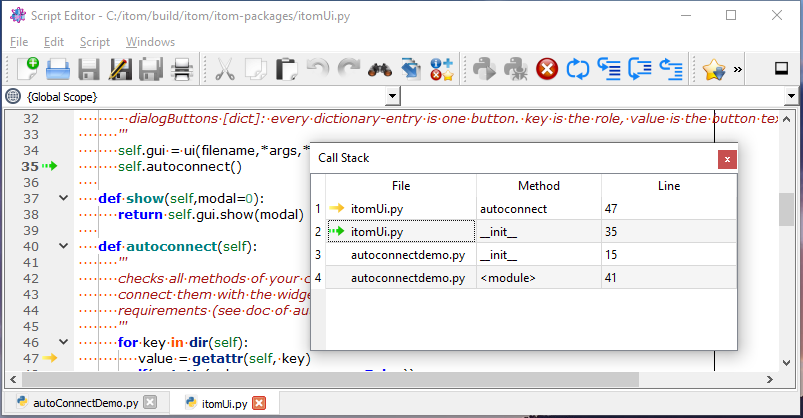 Script Editor - C:/itom/build/itom/itom-packages/itomUi.py
File Edit Script Windows
»
{Global Scope}
32 - dialogButtons [dict]: every dictionary-entry is one button. key is the role, value is the button tex
33 '''
34 self.gui = ui(filename,*args,*
35 self.autoconnect()
36
37 def show(self,modal=0):
38 return self.gui.show(modal)
39
40 def autoconnect(self):
41 '''
42 checks all methods of your c
43 connect them with the widge
44 requirements (see doc of au
45 '''
46 for key in dir(self):
47 value = getattr(self, key)
Call Stack
File Method Line
1 itomUi.py autoconnect 47
2 itomUi.py __init__ 35
3 autoconnectdemo.py __init__ 15
4 autoconnectdemo.py <module> 41
autoConnectDemo.py itomUi.py